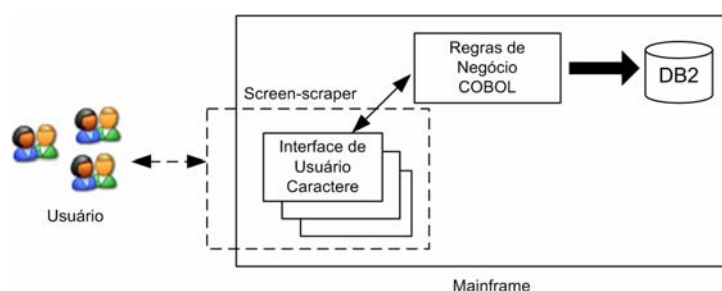 Regras de
Negócio
COBOL
DB2
Screen-scraper
Interface de
Usuário
Caractere
Usuário
Mainframe